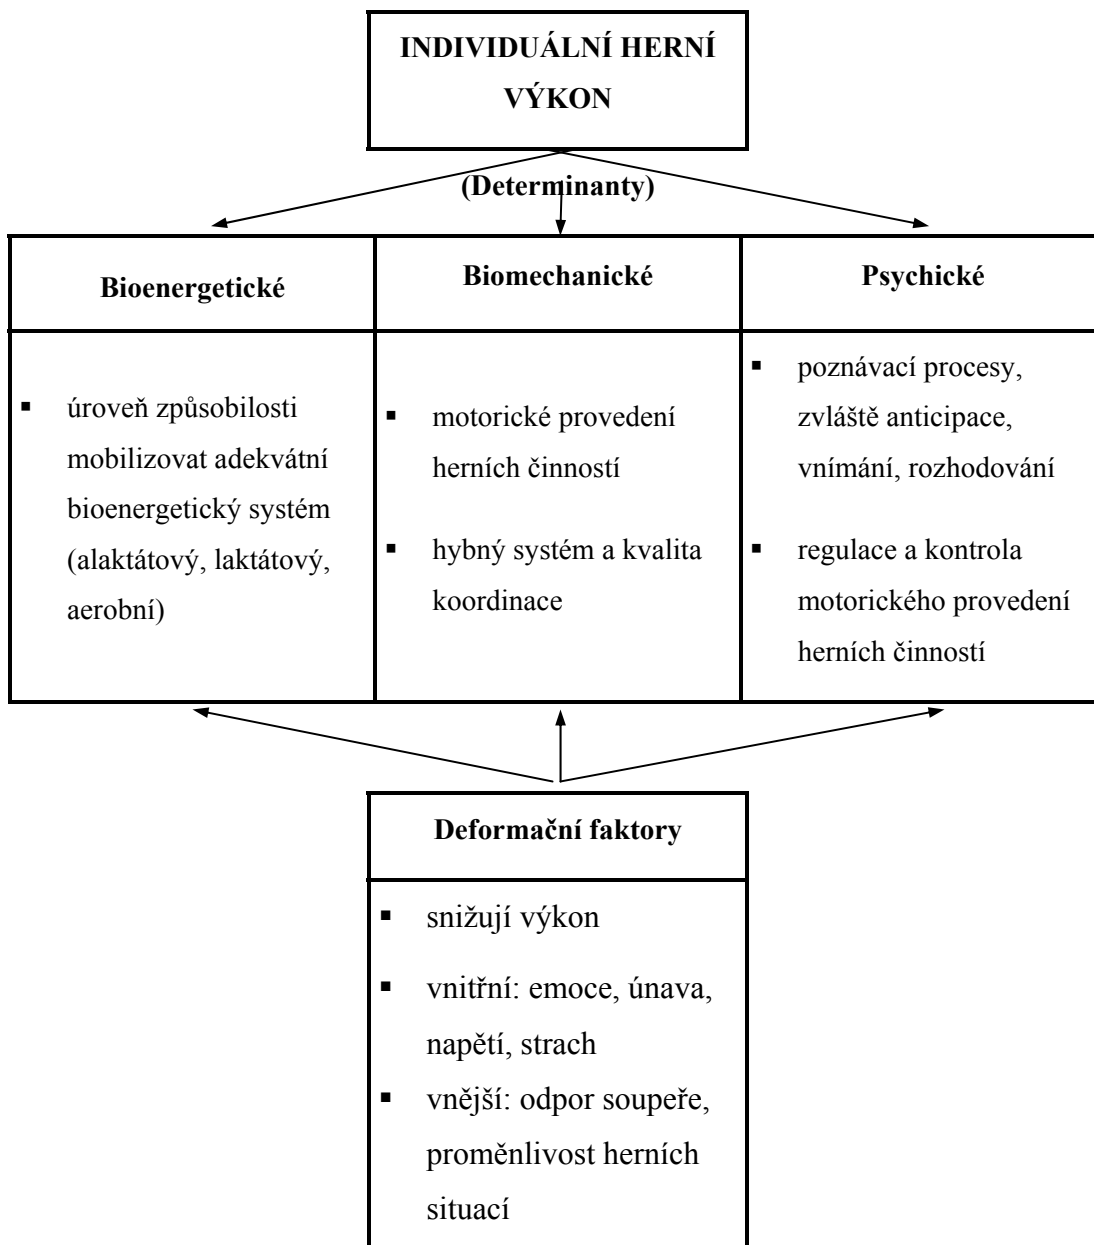 INDIVIDUÁLNÍ HERNÍ
VÝKON
(Determinanty)
Bioenergetické
▪ úroveň způsobilosti
mobilizovat adekvátní
bioenergetický systém
(alaktátový, laktátový,
aerobní)
Biomechanické
▪ motorické provedení
herních činností
▪ hybný systém a kvalita
koordinace
Psychické
▪ poznávací procesy,
zvláště anticipace,
vnímání, rozhodování
▪ regulace a kontrola
motorického provedení
herních činností
Deformační faktory
▪ snižují výkon
▪ vnitřní: emoce, únava,
napětí, strach
▪ vnější: odpor soupeře,
proměnlivost herních
situací